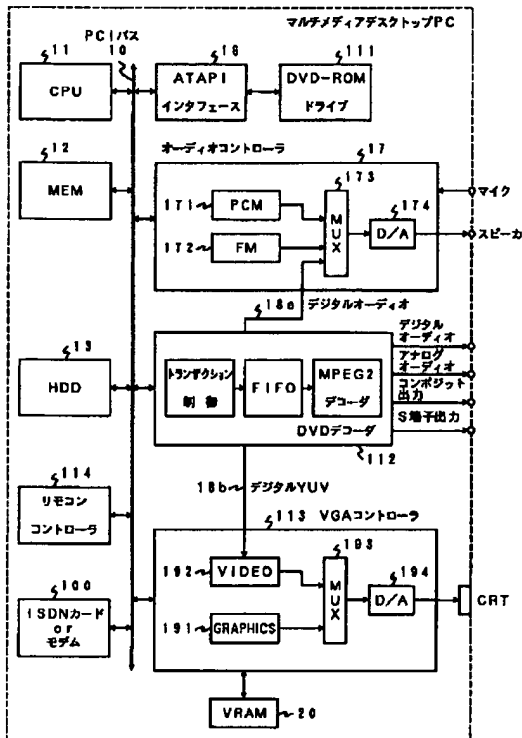 マルチメディアデスクトップPC
PCIバス
10
11
CPU
18
ATAPI
インタフェース
111
DVD-ROM
ドライブ
12
MEM
オーディオコントローラ
17
171
PCM
172
FM
173
MUX
174
D/A
マイク
スピーカ
18a
デジタルオーディオ
13
HDD
トランザクション
制御
FIFO
MPEG2
デコーダ
DVDデコーダ
112
デジタル
オーディオ
アナログ
オーディオ
コンポジット
出力
S端子出力
114
リモコン
コントローラ
18b
デジタルYUV
113
VGAコントローラ
192
VIDEO
191
GRAPHICS
193
MUX
194
D/A
CRT
100
ISDNカード
or
モデム
VRAM
20